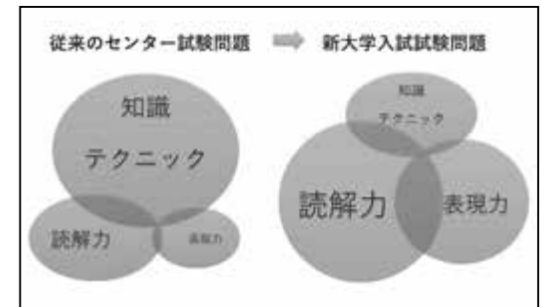 従来のセンター試験問題
新大学入試試験問題
知識
テクニック
読解力
表現力
知識
テクニック
読解力
表現力